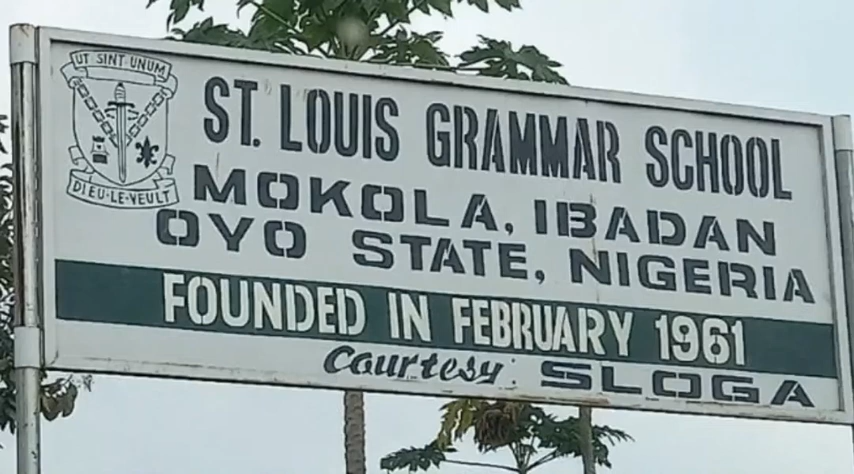 UT SINT UNUM
DIEU·LE·VEULT
ST. LOUIS GRAMMAR SCHOOL
MOKOLA, IBADAN
OYO STATE, NIGERIA
FOUNDED IN FEBRUARY 1961
Courtesy: SLOGA